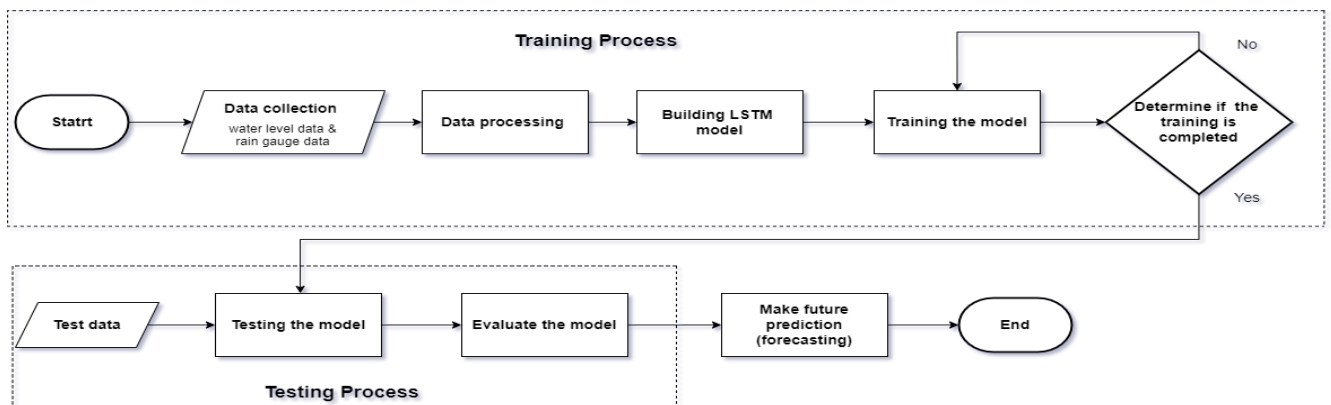 Training Process
No
Statrt
Data collection
water level data &
rain gauge data
Data processing
Building LSTM
model
Training the model
Determine if the
training is
completed
Yes
Test data
Testing the model
Evaluate the model
Make future
prediction
(forecasting)
End
Testing Process